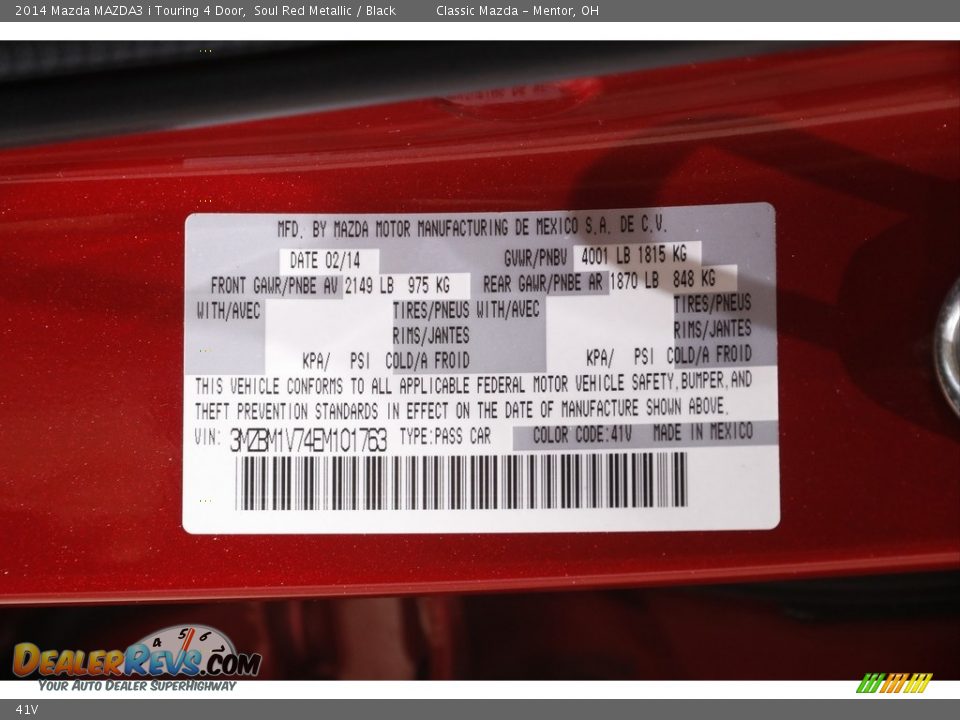 2014 Mazda MAZDA3 i Touring 4 Door, Soul Red Metallic / Black Classic Mazda - Mentor, OH
MFD. BY MAZDA MOTOR MANUFACTURING DE MEXICO S.A. DE C.V.
DATE 02/14 GVWR/PNBV 4001 LB 1815 KG
FRONT GAWR/PNBE AV 2149 LB 975 KG REAR GAWR/PNBE AR 1870 LB 848 KG
WITH/AVEC TIRES/PNEUS WITH/AVEC TIRES/PNEUS
RIMS/JANTES RIMS/JANTES
KPA/ PSI COLD/A FROID KPA/ PSI COLD/A FROID
THIS VEHICLE CONFORMS TO ALL APPLICABLE FEDERAL MOTOR VEHICLE SAFETY,BUMPER,AND
THEFT PREVENTION STANDARDS IN EFFECT ON THE DATE OF MANUFACTURE SHOWN ABOVE.
VIN: 3MZBM1V74EM101763 TYPE:PASS CAR COLOR CODE:41V MADE IN MEXICO
4 5 6
DEALERREVS.COM
YOUR AUTO DEALER SUPERHIGHWAY
41V